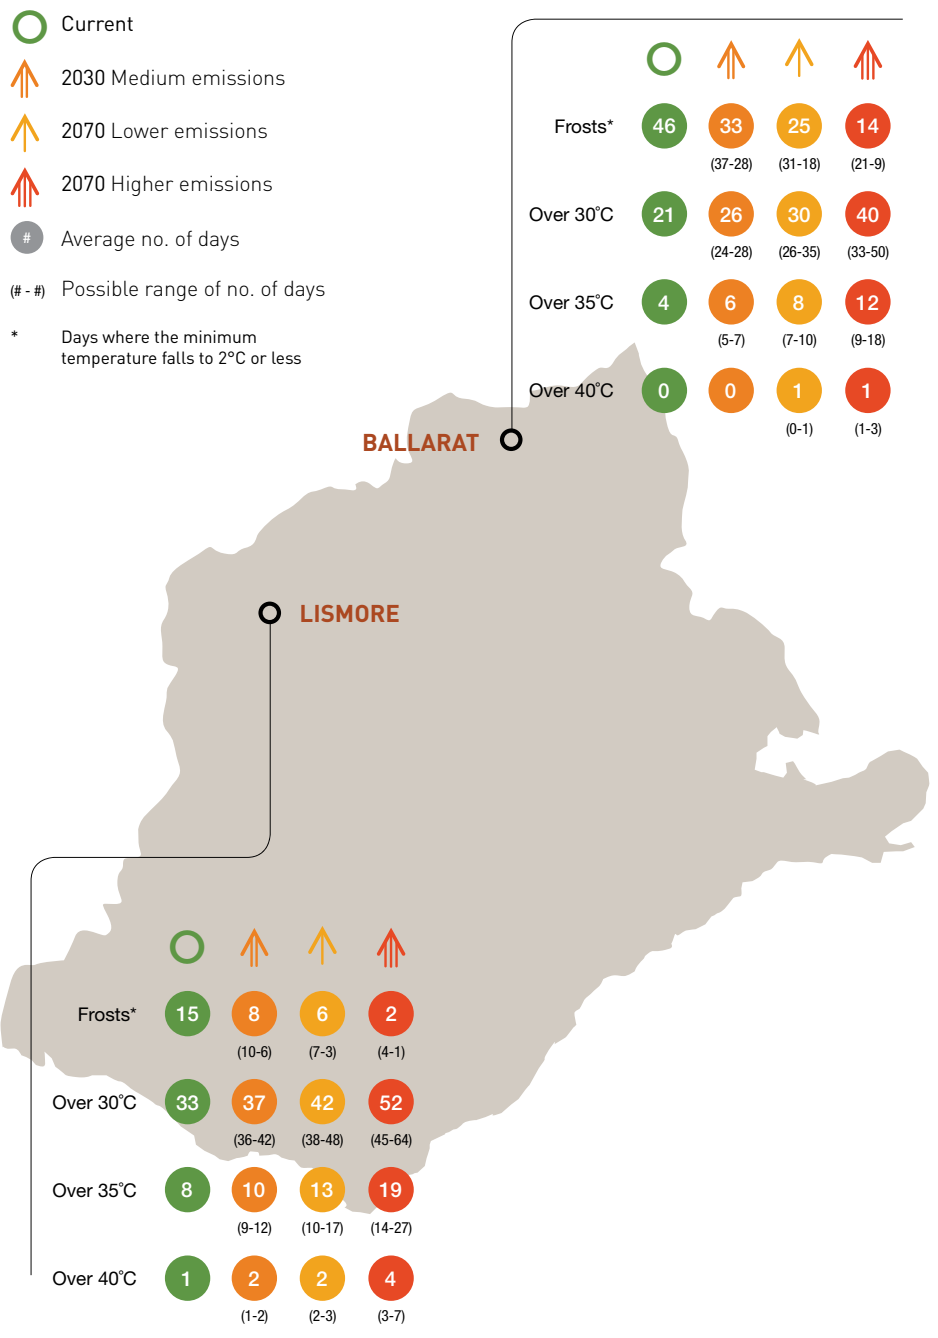 Current
2030 Medium emissions
2070 Lower emissions
2070 Higher emissions
# Average no. of days
(# - #) Possible range of no. of days
* Days where the minimum
temperature falls to 2°C or less
Frosts* 46 33 25 14
(37-28) (31-18) (21-9)
Over 30°C 21 26 30 40
(24-28) (26-35) (33-50)
Over 35°C 4 6 8 12
(5-7) (7-10) (9-18)
Over 40°C 0 0 1 1
(0-1) (1-3)
BALLARAT
LISMORE
Frosts* 15 8 6 2
(10-6) (7-3) (4-1)
Over 30°C 33 37 42 52
(36-42) (38-48) (45-64)
Over 35°C 8 10 13 19
(9-12) (10-17) (14-27)
Over 40°C 1 2 2 4
(1-2) (2-3) (3-7)